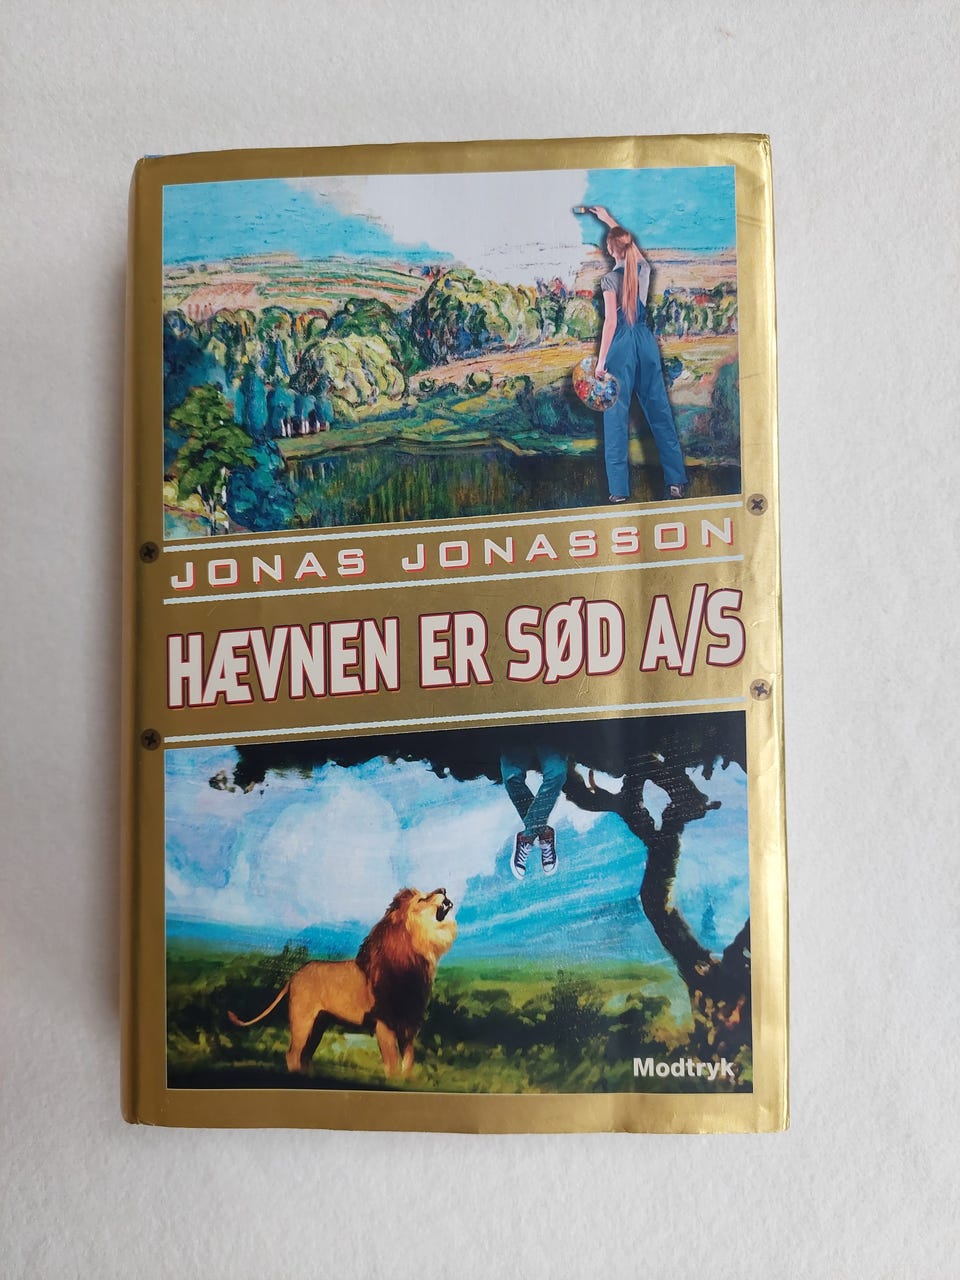 JONAS JONASSON
HÆVNEN ER SØD A/S
Modtryk